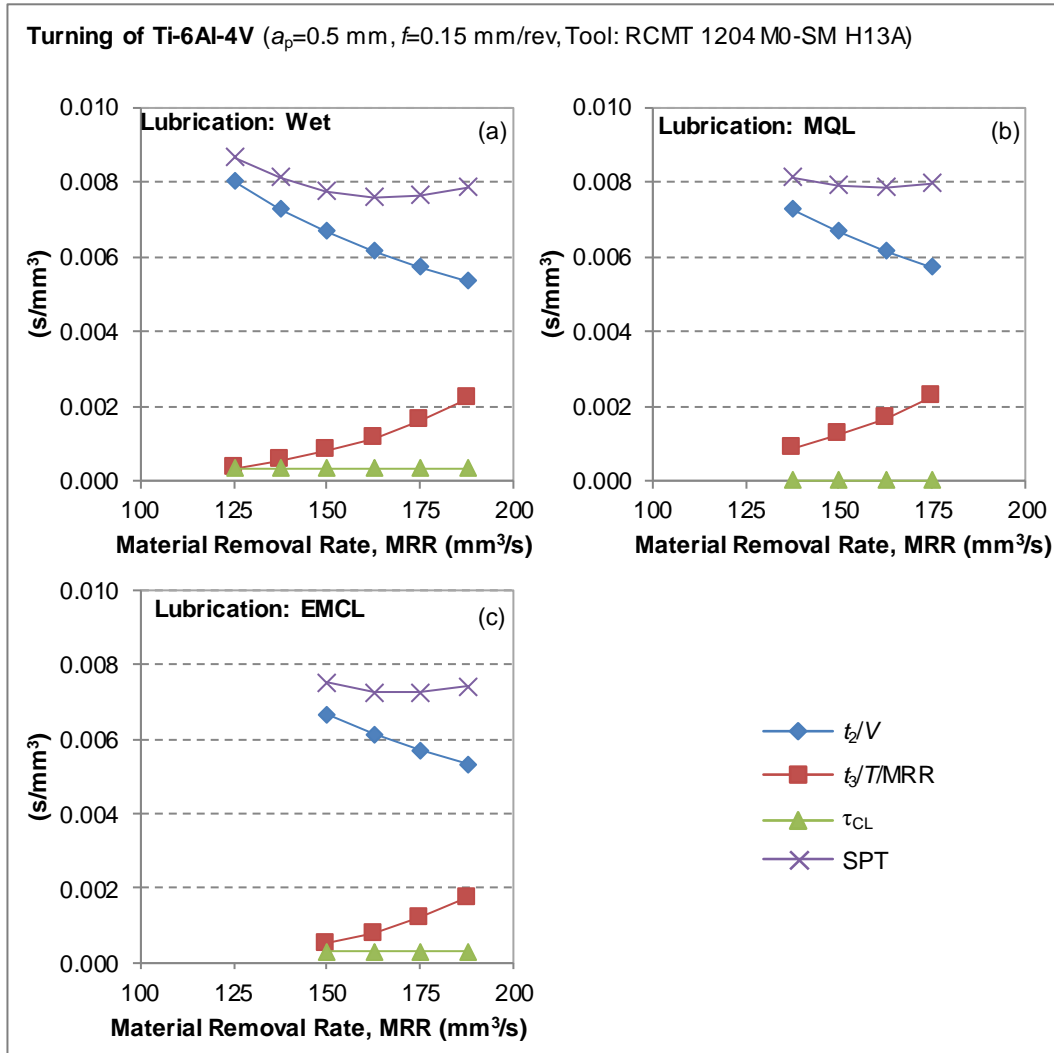 Turning of Ti-6Al-4V (ap=0.5 mm, f=0.15 mm/rev, Tool: RCMT 1204 M0-SM H13A)
Lubrication: Wet
(a)
0.010
0.008
0.006
0.004
0.002
0.000
(s/mm³)
100 125 150 175 200
Material Removal Rate, MRR (mm³/s)
Lubrication: MQL
(b)
0.010
0.008
0.006
0.004
0.002
0.000
(s/mm³)
100 125 150 175 200
Material Removal Rate, MRR (mm³/s)
Lubrication: EMCL
(c)
0.010
0.008
0.006
0.004
0.002
0.000
(s/mm³)
100 125 150 175 200
Material Removal Rate, MRR (mm³/s)
t₂/V
t₃/T/MRR
τCL
SPT